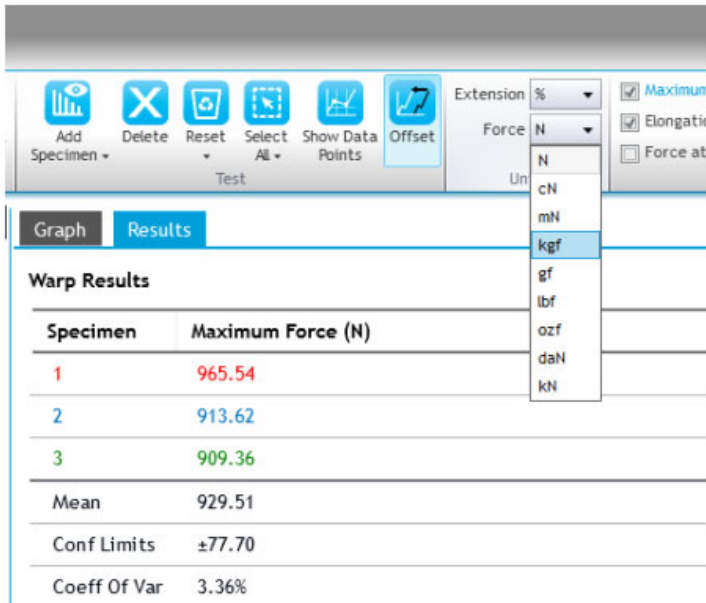 Extension %
Maximum
Force N
Elongatio
Force at
Add Specimen
Delete
Reset
Select All
Show Data Points
Offset
Test
Un
N
cN
mN
kgf
gf
lbf
ozf
daN
kN
Graph Results
Warp Results
Specimen Maximum Force (N)
1 965.54
2 913.62
3 909.36
Mean 929.51
Conf Limits ±77.70
Coeff Of Var 3.36%